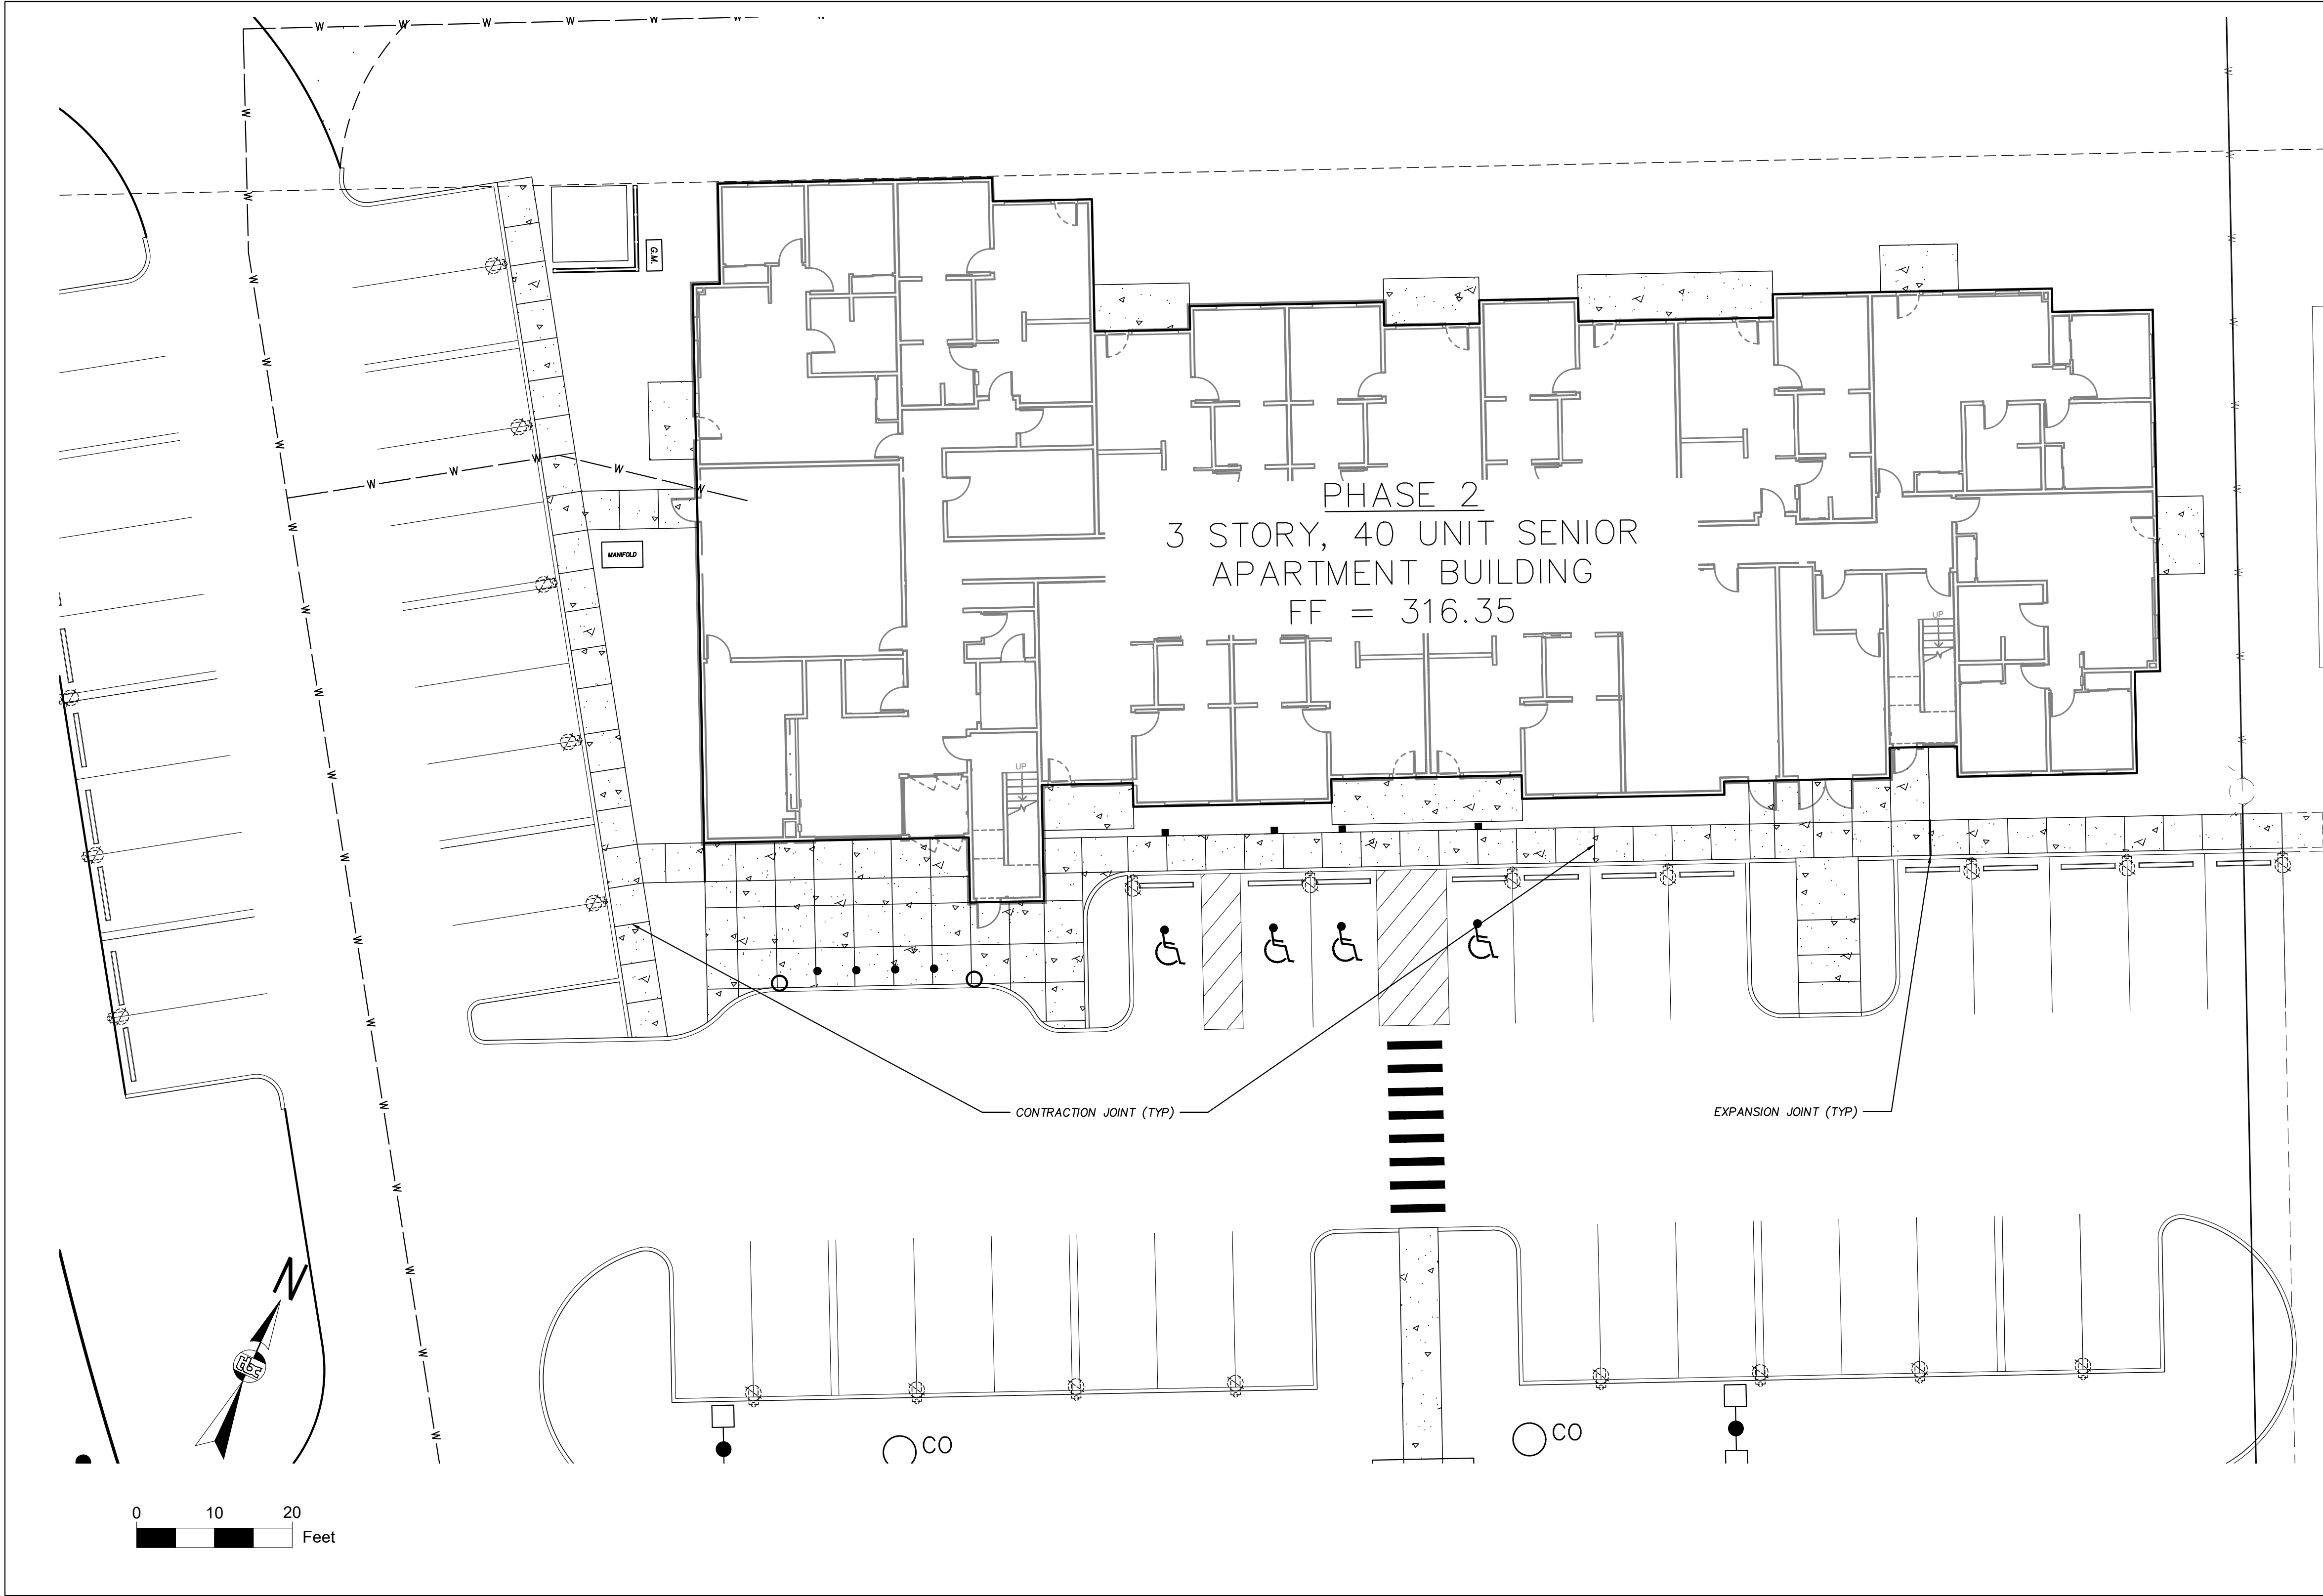 W W W W W W
G.M.
W W W W
MANIFOLD
PHASE 2
3 STORY, 40 UNIT SENIOR
APARTMENT BUILDING
FF = 316.35
UP
UP
CONTRACTION JOINT (TYP)
EXPANSION JOINT (TYP)
N
CO
CO
0 10 20
Feet